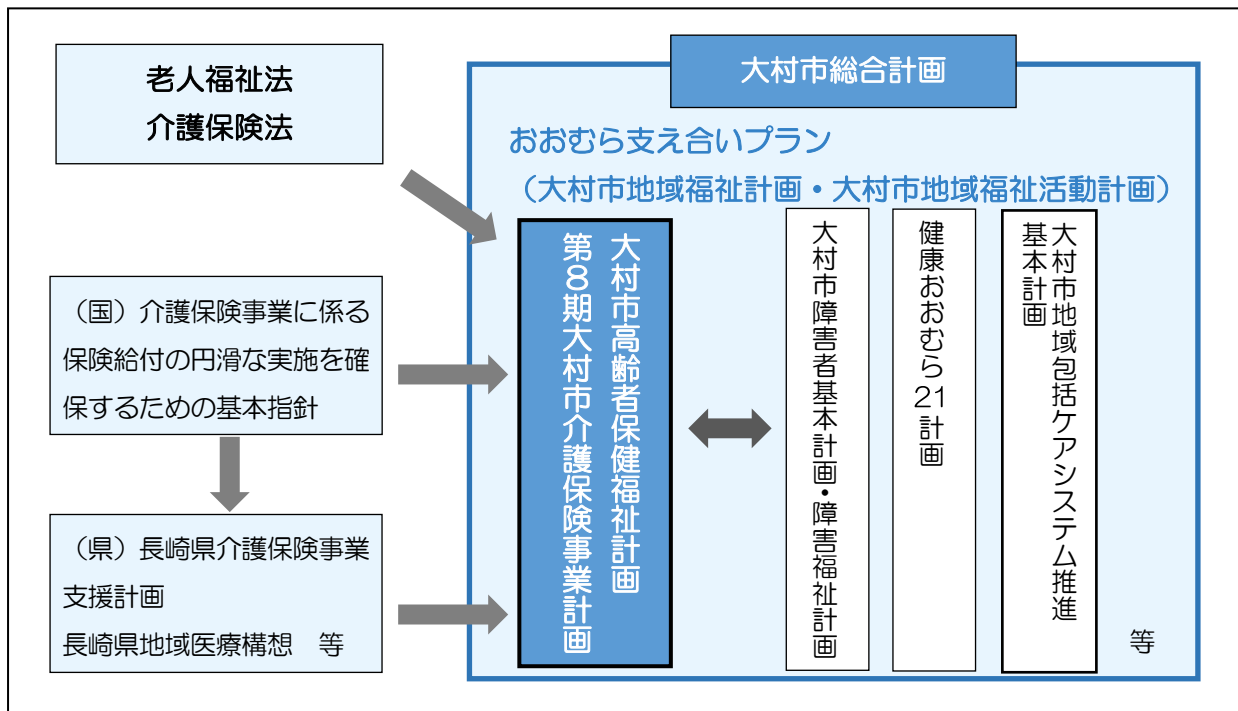 老人福祉法
介護保険法
（国）介護保険事業に係る
保険給付の円滑な実施を確
保するための基本指針
（県）長崎県介護保険事業
支援計画
長崎県地域医療構想　等
大村市総合計画
おおむら支え合いプラン
（大村市地域福祉計画・大村市地域福祉活動計画）
大村市高齢者保健福祉計画
第８期大村市介護保険事業計画
大村市障害者基本計画・障害福祉計画
健康おおむら21計画
大村市地域包括ケアシステム推進
基本計画
等